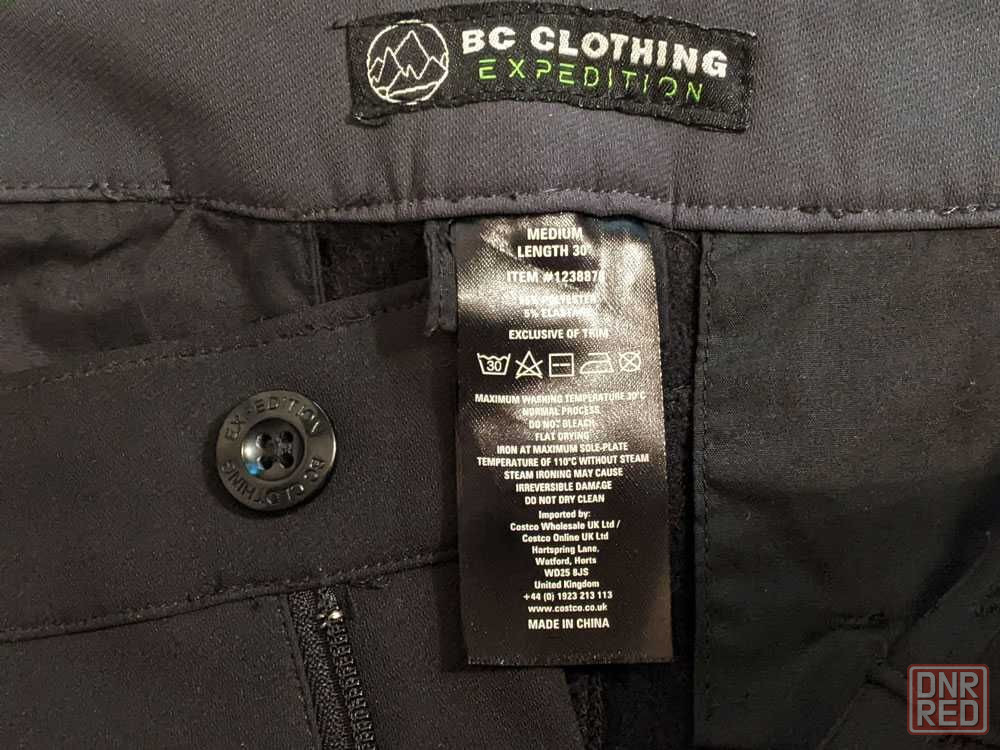 BC CLOTHING
EXPEDITION
MEDIUM
LENGTH 30"
ITEM
POLYESTER
5% ELASTANE
EXCLUSIVE OF TRIM
30
MAXIMUM WASHING TEMPERATURE 30°C
NORMAL PROCESS
DO NOT BLEACH
FLAT DRYING
IRON AT MAXIMUM SOLE-PLATE
TEMPERATURE OF 110°C WITHOUT STEAM
STEAM IRONING MAY CAUSE
IRREVERSIBLE DAMAGE
DO NOT DRY CLEAN
Imported by:
Costco Wholesale UK Ltd /
Costco Online UK Ltd
Hartspring Lane,
Watford, Herts
WD25 8JS
United Kingdom
+44 (0) 1923 213 113
www.costco.co.uk
MADE IN CHINA
EXPEDITION
BC CLOTHING
DNR
RED